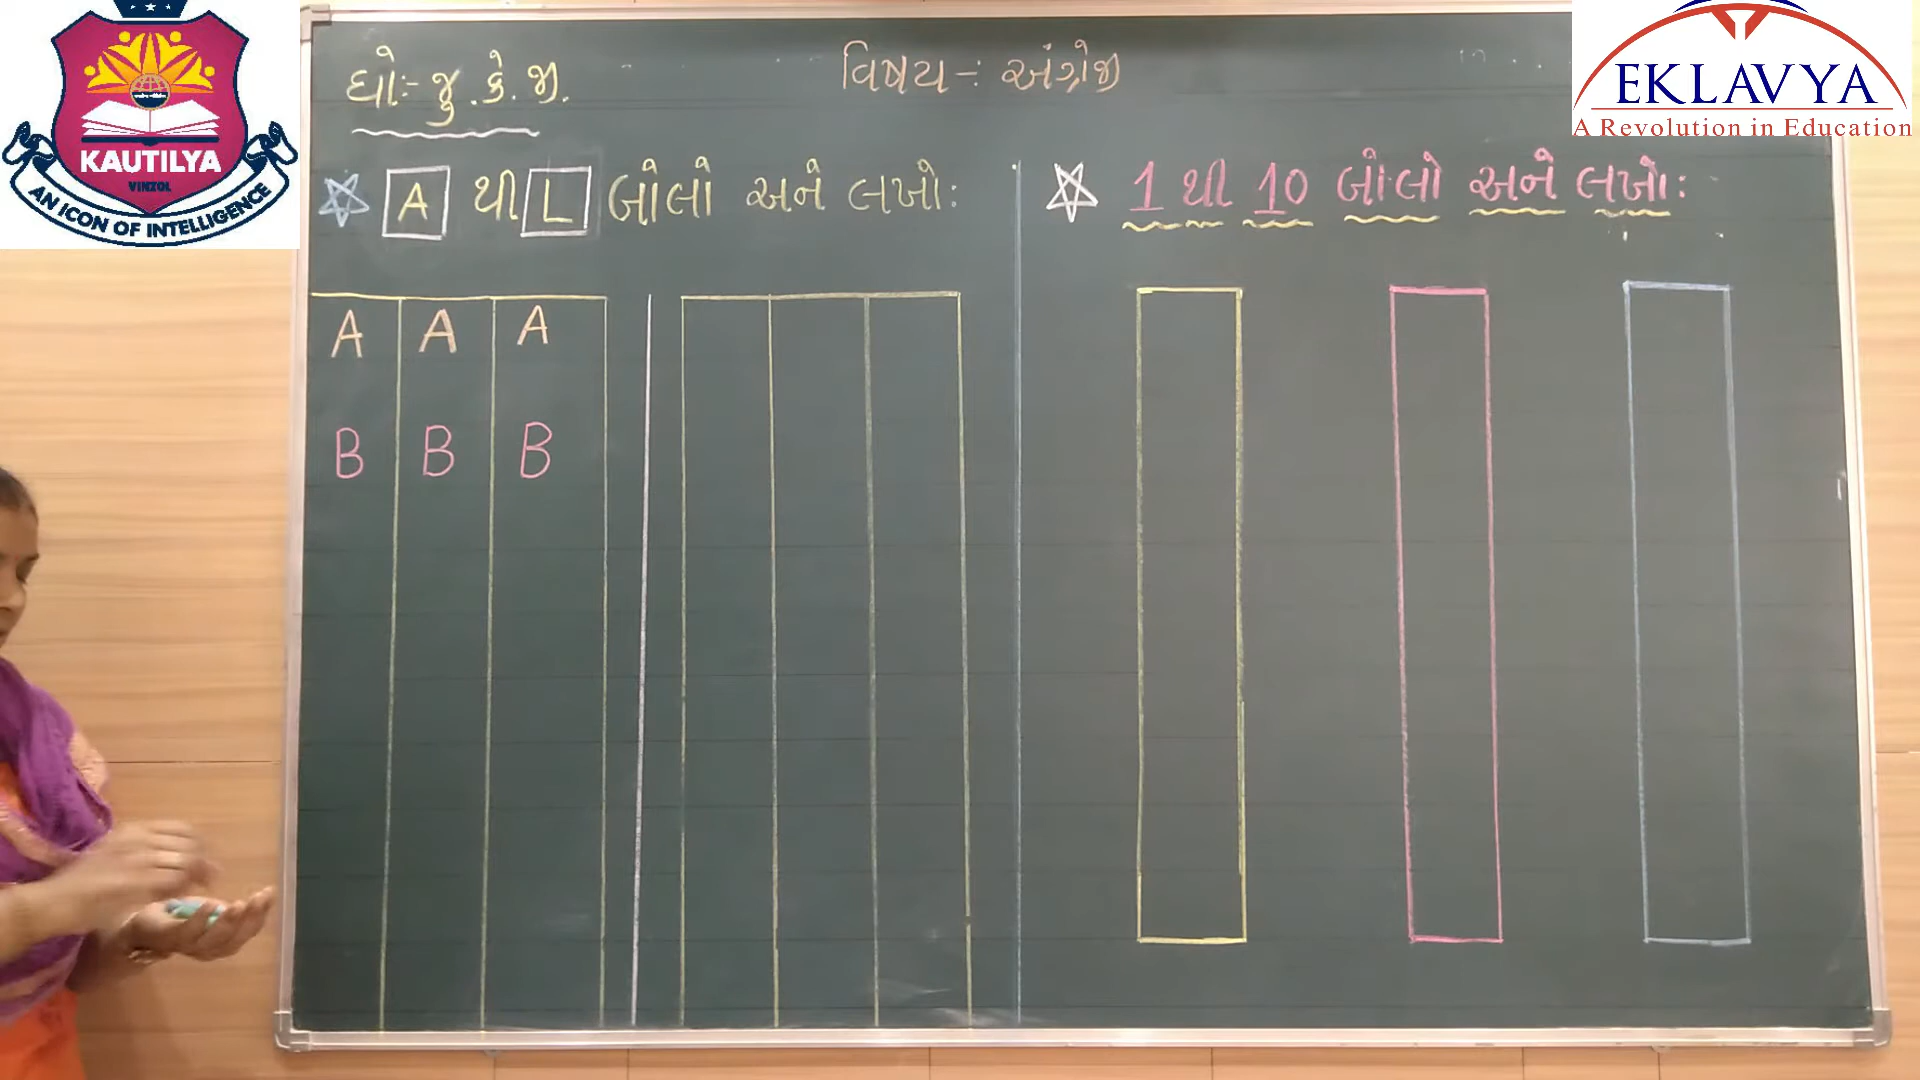 KAUTILYA
VINZOL
AN ICON OF INTELLIGENCE
EKLAVYA
A Revolution in Education
ધોઃ- જુ.કે.જી.
વિષય -: અંગ્રેજી
A થી L બોલો અને લખો:
1 થી 10 બોલો અને લખો:
A A A
B B B